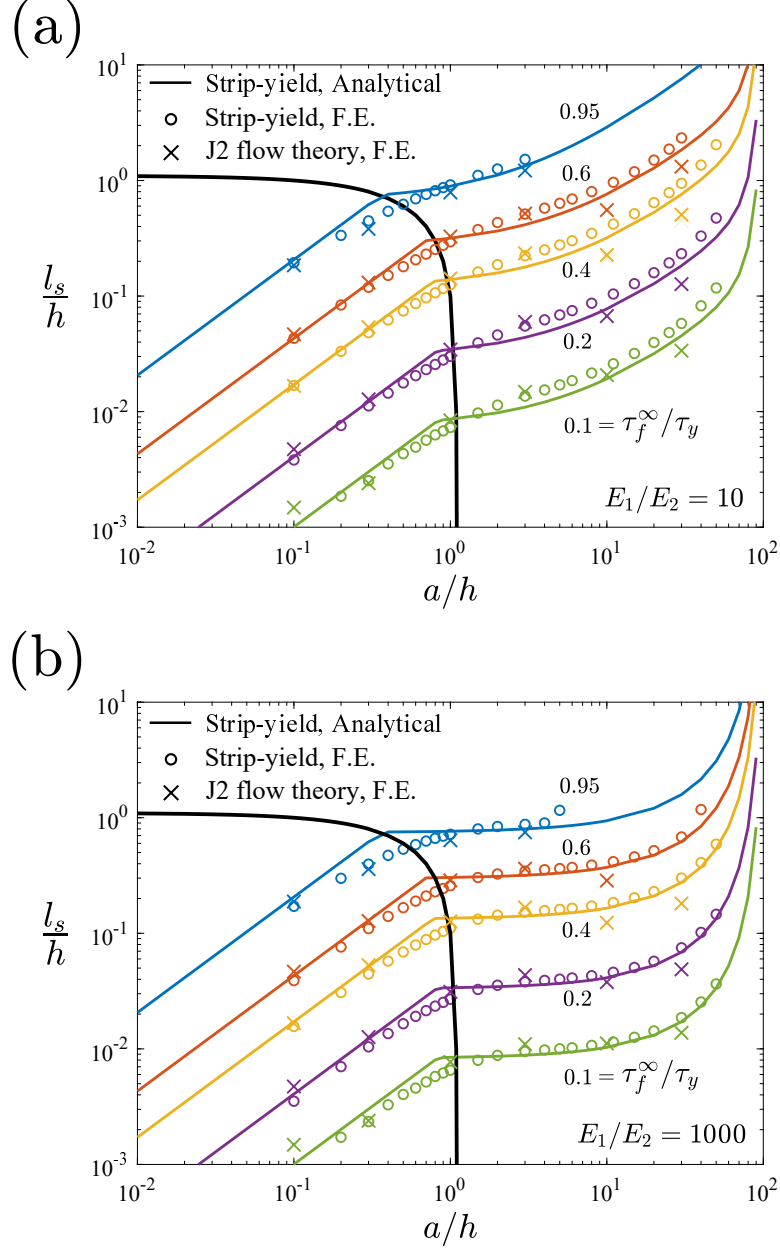 (a)
10^1
Strip-yield, Analytical
Strip-yield, F.E.
J2 flow theory, F.E.
0.95
10^0
0.6
l_s/h
0.4
10^-1
0.2
10^-2
0.1 = τ_f^∞/τ_y
E_1/E_2 = 10
10^-3
10^-2 10^-1 10^0 10^1 10^2
a/h
(b)
10^1
Strip-yield, Analytical
Strip-yield, F.E.
J2 flow theory, F.E.
0.95
10^0
0.6
l_s/h
10^-1
0.4
0.2
10^-2
0.1 = τ_f^∞/τ_y
E_1/E_2 = 1000
10^-3
10^-2 10^-1 10^0 10^1 10^2
a/h